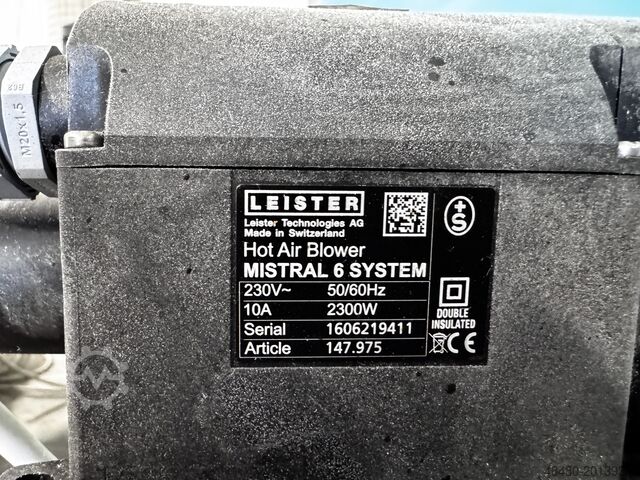 LEISTER
Leister Technologies AG
Made in Switzerland
Hot Air Blower
MISTRAL 6 SYSTEM
230V~ 50/60Hz
10A 2300W
Serial 1606219411
Article 147.975
S
DOUBLE
INSULATED
CE
M20x1,5